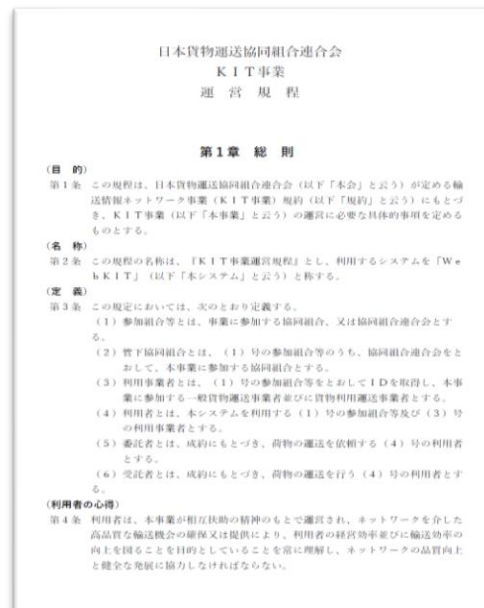 日本貨物運送協同組合連合会
ＫＩＴ事業
運 営 規 程
第１章 総 則
（目 的）
第１条 この規程は、日本貨物運送協同組合連合会（以下「本会」と云う）が定める輸
送情報ネットワーク事業（ＫＩＴ事業）規約（以下「規約」と云う）にもとづ
き、ＫＩＴ事業（以下「本事業」と云う）の運営に必要な具体的事項を定める
ものとする。
（名 称）
第２条 この規程の名称は、『ＫＩＴ事業運営規程』とし、利用するシステムを「Ｗｅ
ｂＫＩＴ」（以下「本システム」と云う）と称する。
（定 義）
第３条 この規定においては、次のとおり定義する。
（１）参加組合等とは、事業に参加する協同組合、又は協同組合連合会とす
る。
（２）管下協同組合とは、（１）号の参加組合等のうち、協同組合連合会をと
おして、本事業に参加する協同組合とする。
（３）利用事業者とは、（１）号の参加組合等をとおしてＩＤを取得し、本事
業に参加する一般貨物運送事業者並びに貨物利用運送事業者とする。
（４）利用者とは、本システムを利用する（１）号の参加組合等及び（３）号
の利用事業者とする。
（５）委託者とは、成約にもとづき、荷物の運送を依頼する（４）号の利用者
とする。
（６）受託者とは、成約にもとづき、荷物の運送を行う（４）号の利用者とす
る。
（利用者の心得）
第４条 利用者は、本事業が相互扶助の精神のもとで運営され、ネットワークを介した
高品質な輸送機会の確保又は提供により、利用者の経営効率並びに輸送効率の
向上を図ることを目的としていることを常に理解し、ネットワークの品質向上
と健全な発展に協力しなければならない。